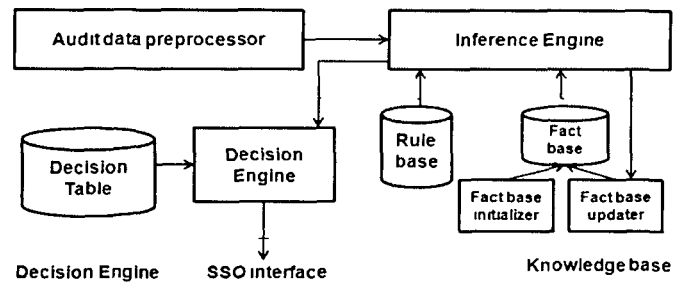 Audit data preprocessor
Inference Engine
Decision
Table
Decision
Engine
Rule
base
Fact
base
Fact base
initializer
Fact base
updater
Decision Engine
SSO interface
Knowledge base